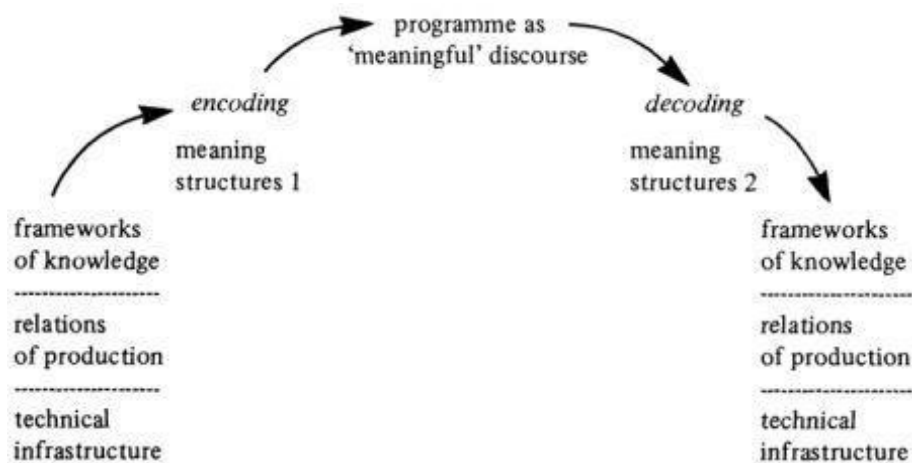 programme as
'meaningful' discourse
encoding
decoding
meaning
structures 1
meaning
structures 2
frameworks
of knowledge
relations
of production
technical
infrastructure
frameworks
of knowledge
relations
of production
technical
infrastructure